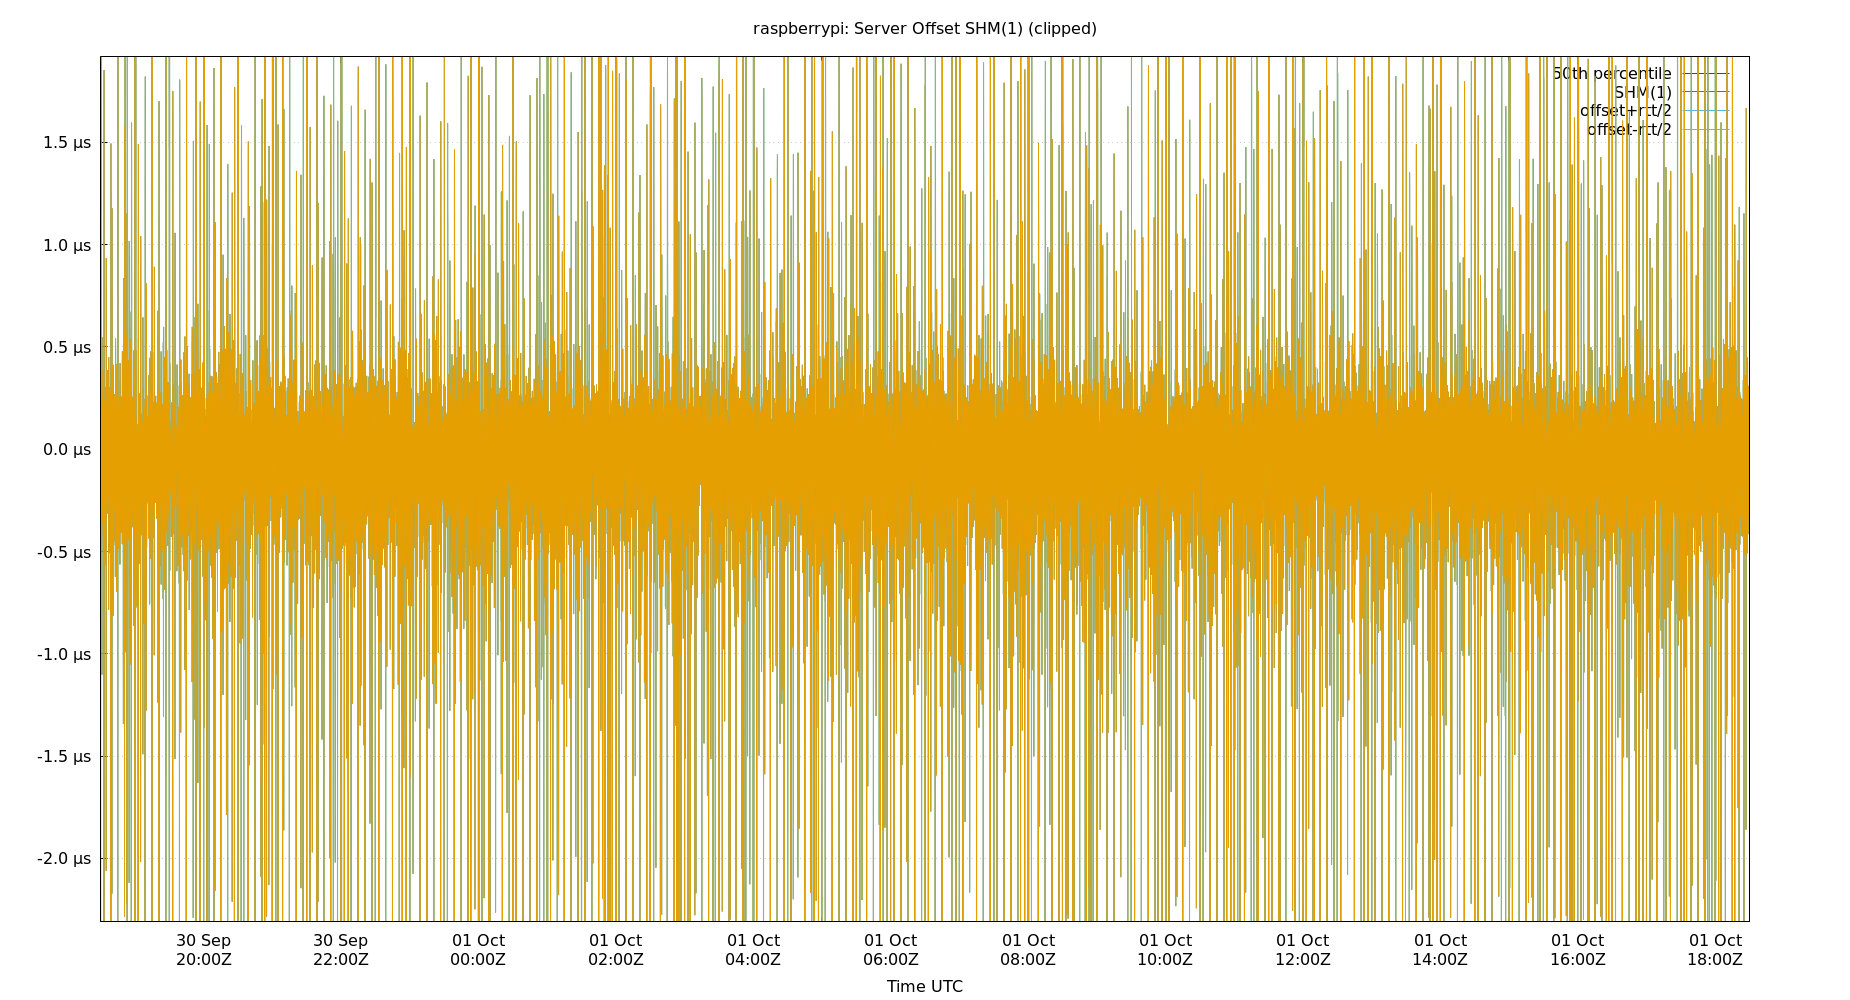 raspberrypi: Server Offset SHM(1) (clipped)
50th percentile
SHM(1)
offset+rtt/2
offset-rtt/2
1.5 µs
1.0 µs
0.5 µs
0.0 µs
-0.5 µs
-1.0 µs
-1.5 µs
-2.0 µs
30 Sep 30 Sep 01 Oct 01 Oct 01 Oct 01 Oct 01 Oct 01 Oct 01 Oct 01 Oct 01 Oct 01 Oct
20:00Z 22:00Z 00:00Z 02:00Z 04:00Z 06:00Z 08:00Z 10:00Z 12:00Z 14:00Z 16:00Z 18:00Z
Time UTC